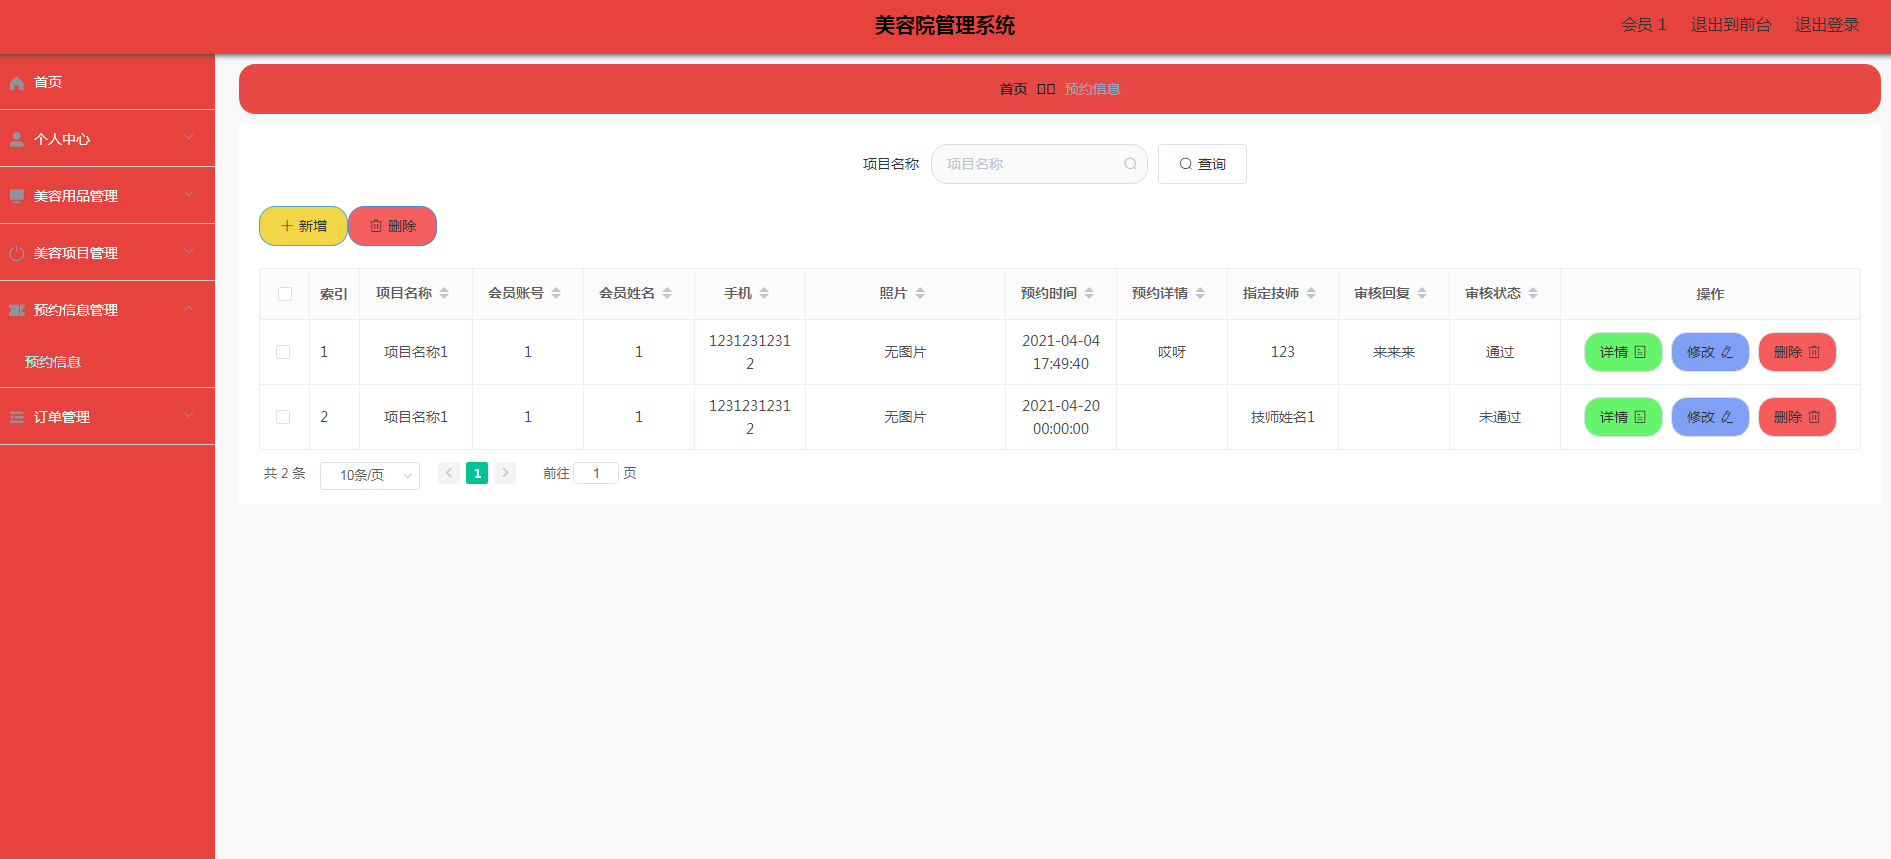 美容院管理系统
会员 1 退出到前台 退出登录
首页
个人中心
美容用品管理
美容项目管理
预约信息管理
预约信息
订单管理
首页 预约信息
项目名称 项目名称 查询
新增 删除
索引 项目名称 会员账号 会员姓名 手机 照片 预约时间 预约详情 指定技师 审核回复 审核状态 操作
1 项目名称1 1 1 1231231231 无图片 2021-04-04 哎呀 123 来来来 通过 详情 修改 删除
2 17:49:40
2 项目名称1 1 1 1231231231 无图片 2021-04-20 技师姓名1 未通过 详情 修改 删除
2 00:00:00
共 2 条 10条/页 1 前往 1 页